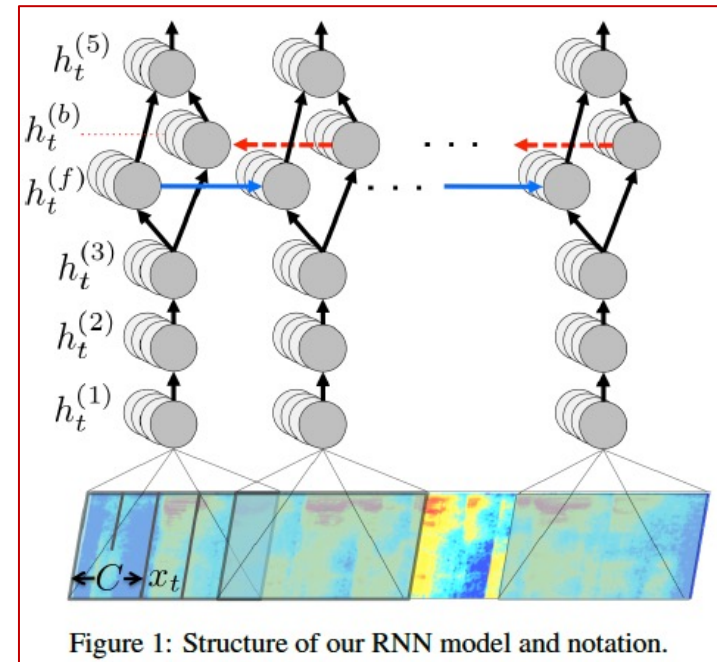 h_t^{(5)}
h_t^{(b)}
h_t^{(f)}
h_t^{(3)}
h_t^{(2)}
h_t^{(1)}
C x_t
Figure 1: Structure of our RNN model and notation.